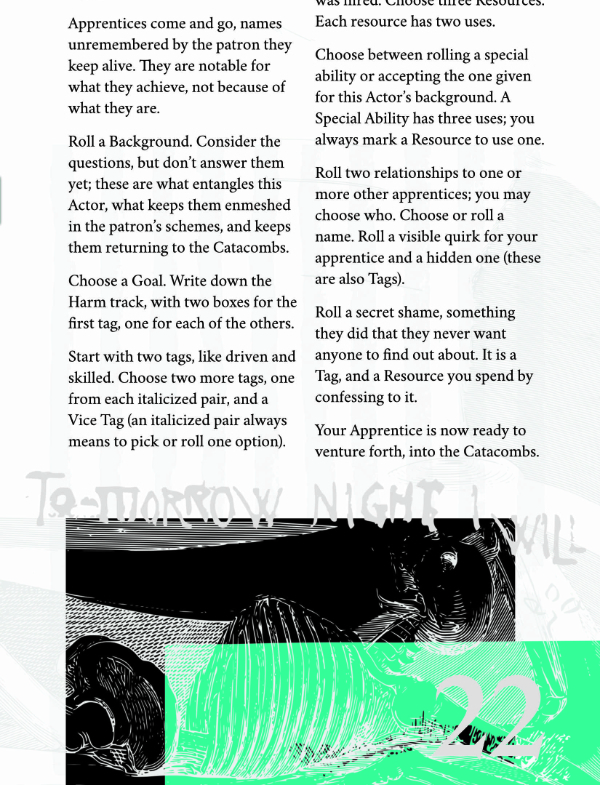 Apprentices come and go, names
unremembered by the patron they
keep alive. They are notable for
what they achieve, not because of
what they are.
Roll a Background. Consider the
questions, but don't answer them
yet; these are what entangles this
Actor, what keeps them enmeshed
in the patron's schemes, and keeps
them returning to the Catacombs.
Choose a Goal. Write down the
Harm track, with two boxes for the
first tag, one for each of the others.
Start with two tags, like driven and
skilled. Choose two more tags, one
from each italicized pair, and a
Vice Tag (an italicized pair always
means to pick or roll one option).
was hired. Choose three Resources.
Each resource has two uses.
Choose between rolling a special
ability or accepting the one given
for this Actor's background. A
Special Ability has three uses; you
always mark a Resource to use one.
Roll two relationships to one or
more other apprentices; you may
choose who. Choose or roll a
name. Roll a visible quirk for your
apprentice and a hidden one (these
are also Tags).
Roll a secret shame, something
they did that they never want
anyone to find out about. It is a
Tag, and a Resource you spend by
confessing to it.
Your Apprentice is now ready to
venture forth, into the Catacombs.
TO-MORROW NIGHT I WILL
22